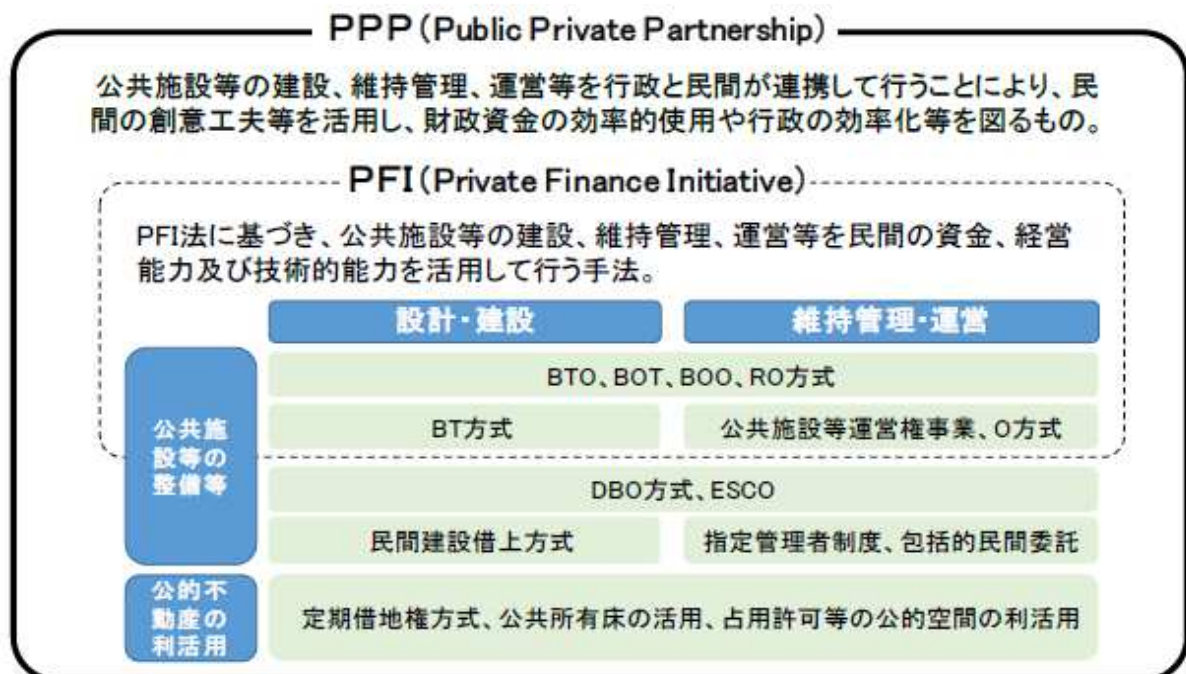 PPP(Public Private Partnership)
公共施設等の建設、維持管理、運営等を行政と民間が連携して行うことにより、民
間の創意工夫等を活用し、財政資金の効率的使用や行政の効率化等を図るもの。
PFI(Private Finance Initiative)
PFI法に基づき、公共施設等の建設、維持管理、運営等を民間の資金、経営
能力及び技術的能力を活用して行う手法。
設計・建設
維持管理・運営
公共施
設等の
整備等
BTO、BOT、BOO、RO方式
BT方式
公共施設等運営権事業、O方式
DBO方式、ESCO
民間建設借上方式
指定管理者制度、包括的民間委託
公的不
動産の
利活用
定期借地権方式、公共所有床の活用、占用許可等の公的空間の利活用